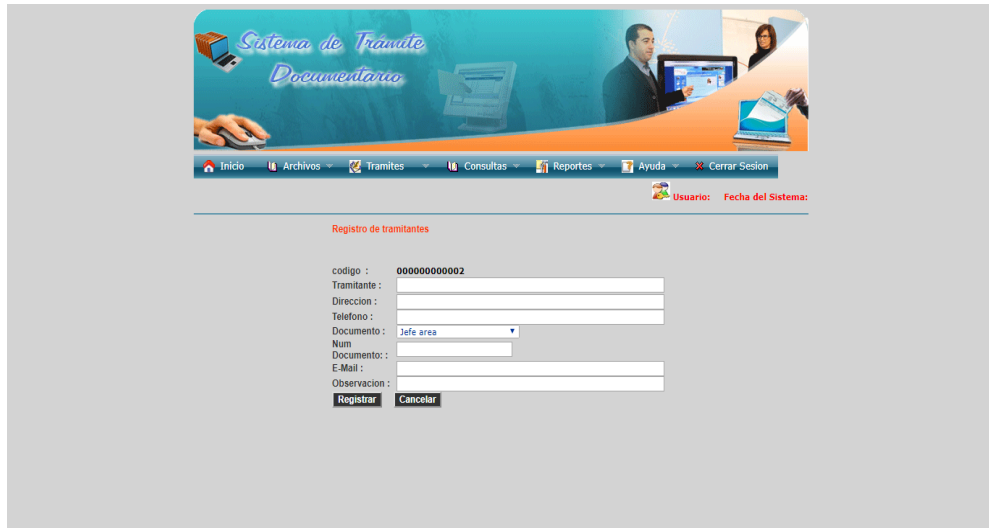 Sistema de Trámite
Documentario
Inicio Archivos Tramites Consultas Reportes Ayuda Cerrar Sesion
Usuario: Fecha del Sistema:
Registro de tramitantes
codigo : 000000000002
Tramitante :
Direccion :
Telefono :
Documento : Jefe area
Num
Documento: :
E-Mail :
Observacion :
Registrar Cancelar